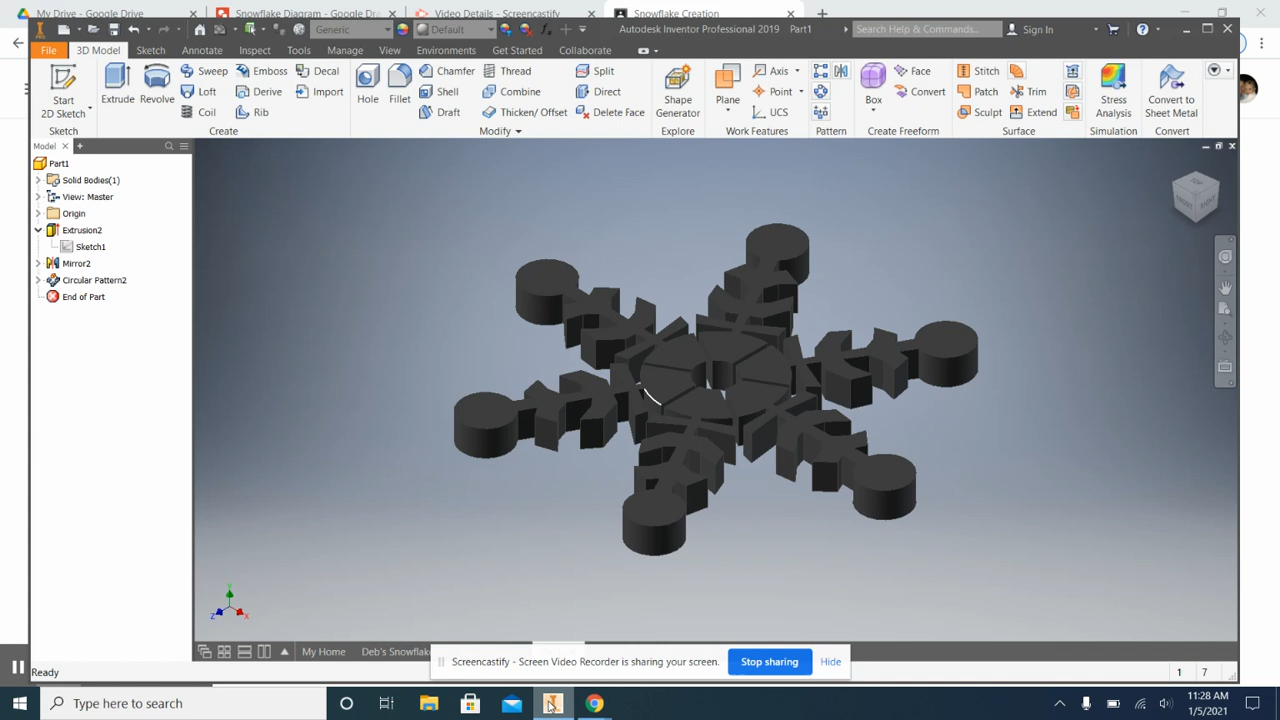 My Drive - Google Drive
Snowflake Diagram - Google Dra
Video Details - Screencastify
Snowflake Creation
Generic
Default
Autodesk Inventor Professional 2019 Part1
Search Help & Commands...
Sign In
File
3D Model
Sketch
Annotate
Inspect
Tools
Manage
View
Environments
Get Started
Collaborate
Start
2D Sketch
Sketch
Extrude
Revolve
Sweep
Loft
Coil
Emboss
Derive
Rib
Decal
Import
Create
Hole
Fillet
Chamfer
Shell
Draft
Thread
Combine
Thicken/ Offset
Split
Direct
Delete Face
Modify
Shape
Generator
Explore
Plane
Axis
Point
UCS
Work Features
Pattern
Box
Face
Convert
Create Freeform
Stitch
Patch
Sculpt
Trim
Extend
Surface
Stress
Analysis
Simulation
Convert to
Sheet Metal
Convert
Model
Part1
Solid Bodies(1)
View: Master
Origin
Extrusion2
Sketch1
Mirror2
Circular Pattern2
End of Part
TOP
FRONT
RIGHT
Y
Z
X
My Home
Deb's Snowflak
Screencastify - Screen Video Recorder is sharing your screen.
Stop sharing
Hide
Ready
1
7
Type here to search
11:28 AM
1/5/2021